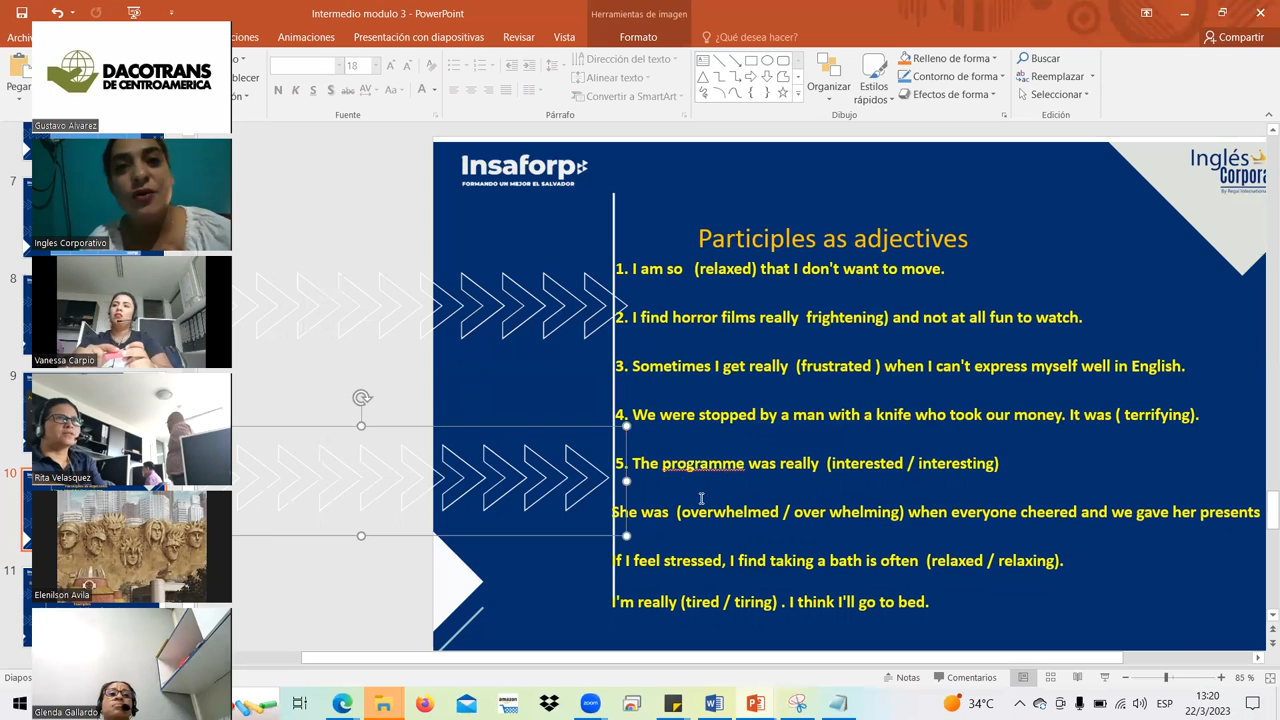 Ingles Corporativo modulo 3 - PowerPoint
Herramientas de imagen
Animaciones
Presentación con diapositivas
Revisar
Vista
Formato
¿Qué desea hacer?
Compartir
18
Dirección del texto
Alinear texto
Convertir a SmartArt
Organizar
Estilos
rápidos
Relleno de forma
Contorno de forma
Efectos de forma
Buscar
Reemplazar
Seleccionar
Fuente
Párrafo
Dibujo
Edición
DACOTRANS
DE CENTROAMERICA
Gustavo Alvarez
Ingles Corporativo
Vanessa Carpio
Rita Velasquez
Elenilson Avila
Glenda Gallardo
Insaforp
FORMANDO UN MEJOR EL SALVADOR
Inglés
Corpora
By Regal Internation
Participles as adjectives
1. I am so (relaxed) that I don't want to move.
2. I find horror films really frightening) and not at all fun to watch.
3. Sometimes I get really (frustrated ) when I can't express myself well in English.
4. We were stopped by a man with a knife who took our money. It was ( terrifying).
5. The programme was really (interested / interesting)
She was (overwhelmed / over whelming) when everyone cheered and we gave her presents
If I feel stressed, I find taking a bath is often (relaxed / relaxing).
I'm really (tired / tiring) . I think I'll go to bed.
Notas
Comentarios
85 %
zoom
34°C
ESP
13:20
22/3/2023